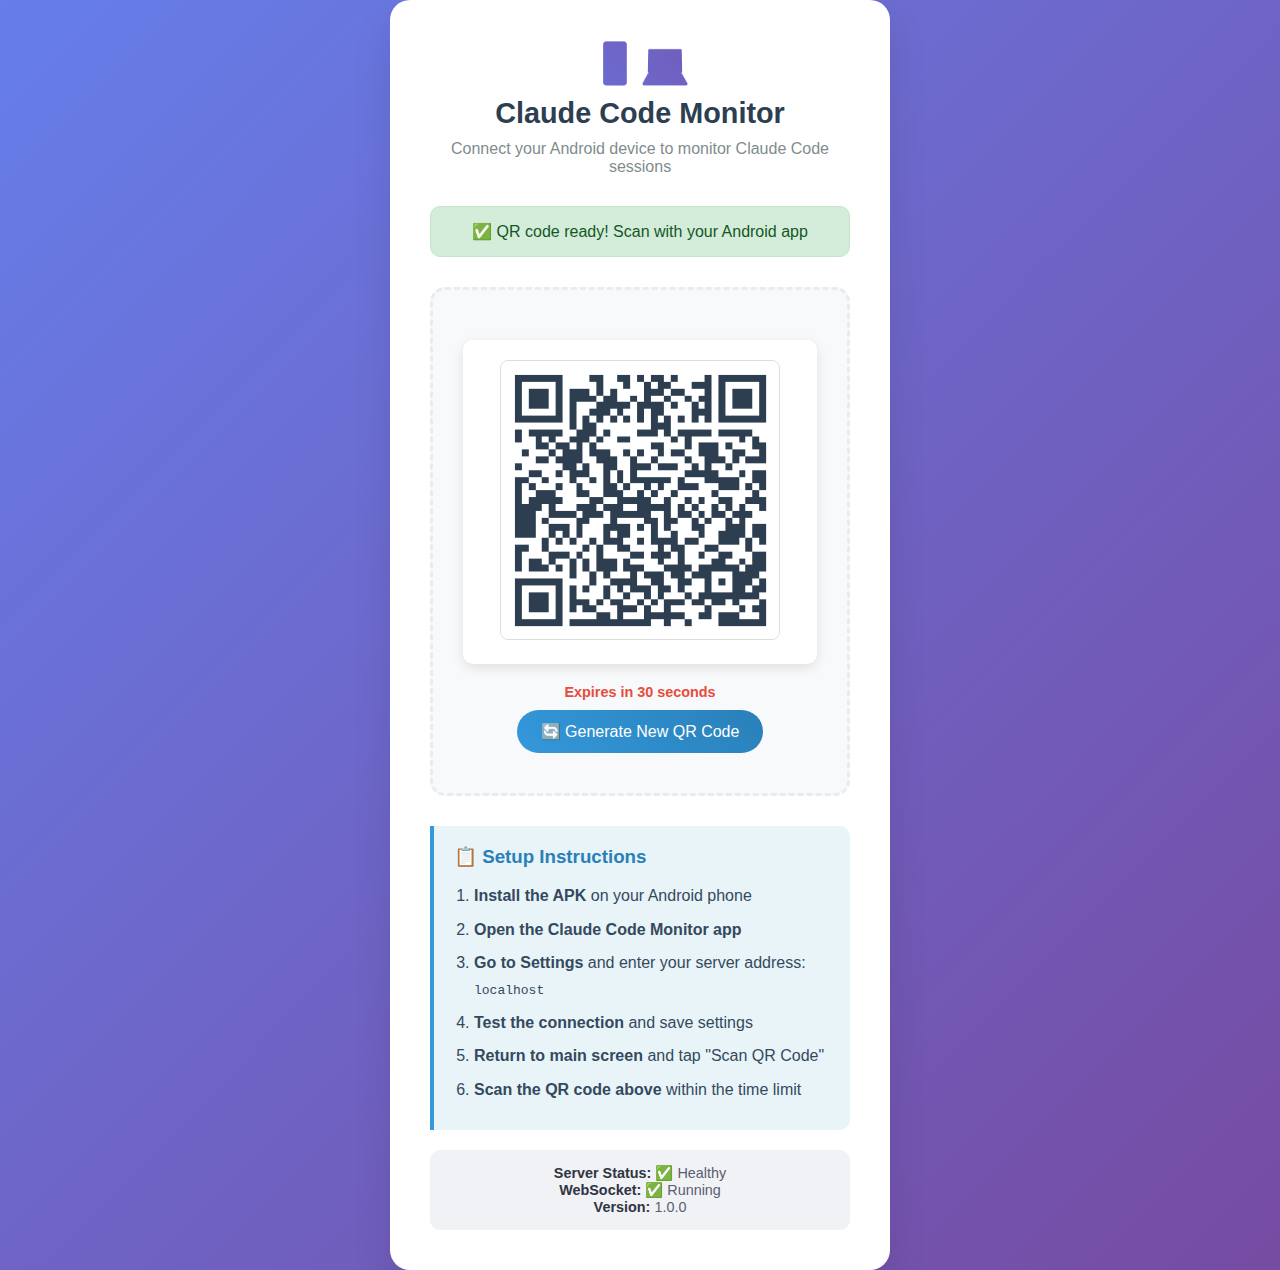 Claude Code Monitor
Connect your Android device to monitor Claude Code
sessions
✅ QR code ready! Scan with your Android app
Expires in 30 seconds
🔄 Generate New QR Code
📋 Setup Instructions
1. Install the APK on your Android phone
2. Open the Claude Code Monitor app
3. Go to Settings and enter your server address:
localhost
4. Test the connection and save settings
5. Return to main screen and tap "Scan QR Code"
6. Scan the QR code above within the time limit
Server Status: ✅ Healthy
WebSocket: ✅ Running
Version: 1.0.0